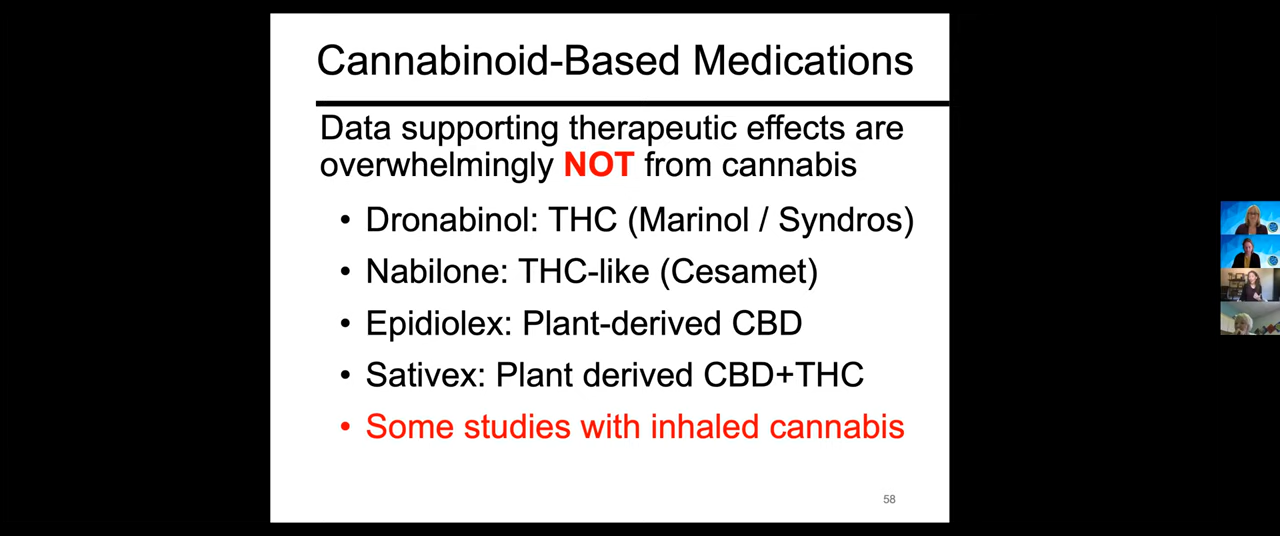 Cannabinoid-Based Medications
Data supporting therapeutic effects are
overwhelmingly NOT from cannabis
• Dronabinol: THC (Marinol / Syndros)
• Nabilone: THC-like (Cesamet)
• Epidiolex: Plant-derived CBD
• Sativex: Plant derived CBD+THC
• Some studies with inhaled cannabis
58